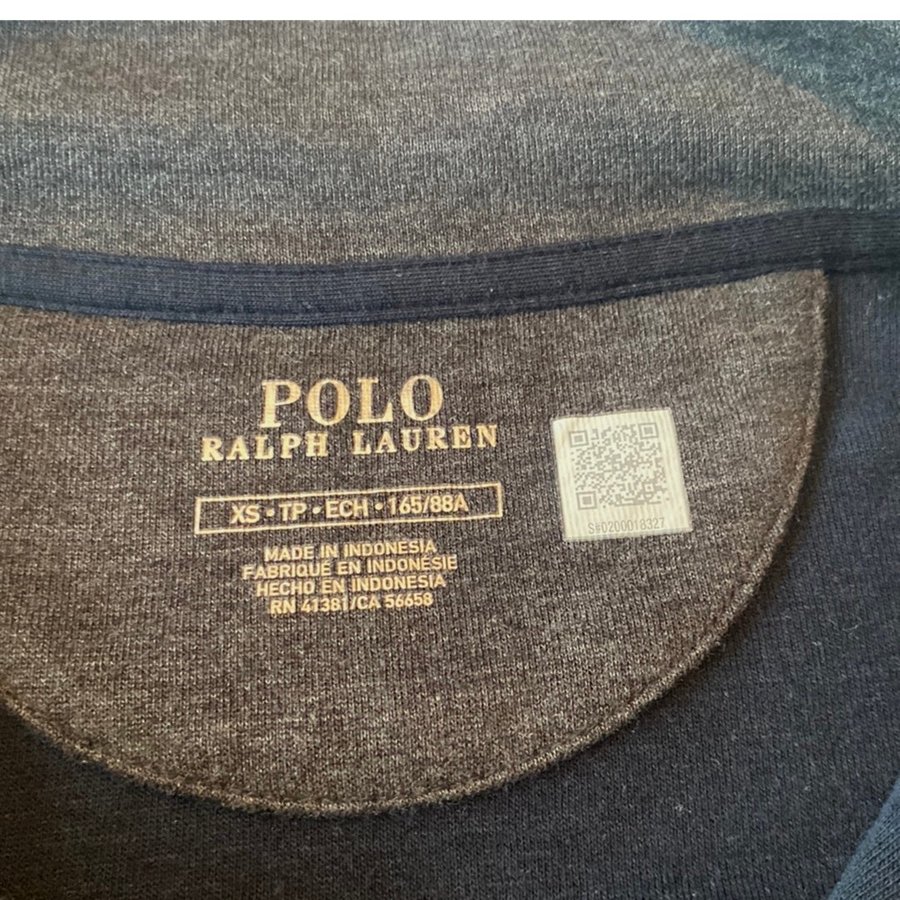 POLO
RALPH LAUREN
XS • TP • ECH • 165/88A
MADE IN INDONESIA
FABRIQUÉ EN INDONÉSIE
HECHO EN INDONESIA
RN 41381/CA 56658
S#0200018327